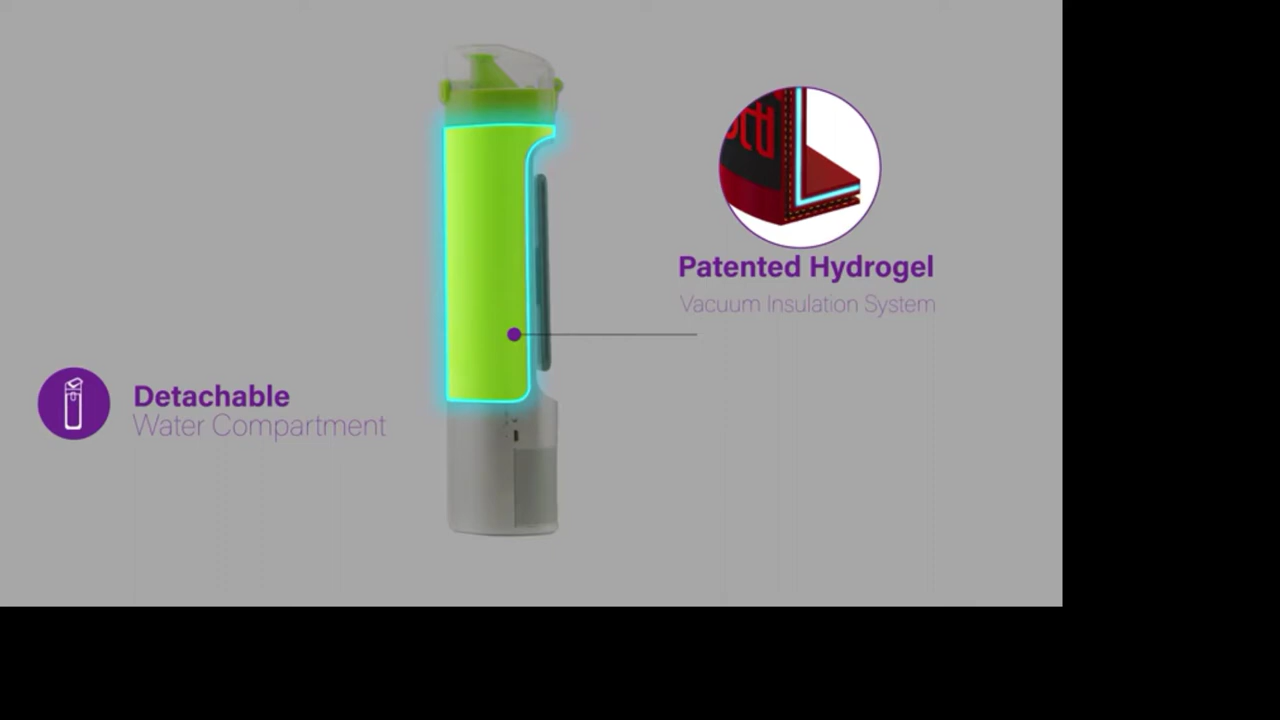 Patented Hydrogel
Vacuum Insulation System
Detachable
Water Compartment